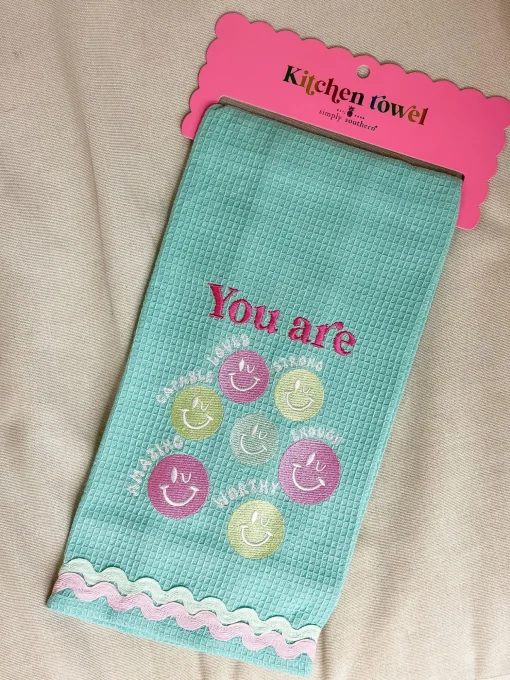 Kitchen towel
simply southern®
You are
LOVED
STRONG
CAPABLE
ENOUGH
AMAZING
WORTHY